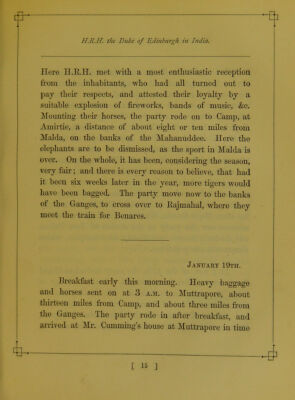 H.R.H. the Duke of Edinburgh in India.
Here H.R.H. met with a most enthusiastic reception
from the inhabitants, who had all turned out to
pay their respects, and attested their loyalty by a
suitable explosion of fireworks, bands of music, &c.
Mounting their horses, the party rode on to Camp, at
Amirtie, a distance of about eight or ten miles from
Malda, on the banks of the Mahanuddee. Here the
elephants are to be dismissed, as the sport in Malda is
over. On the whole, it has been, considering the season,
very fair; and there is every reason to believe, that had
it been six weeks later in the year, more tigers would
have been bagged. The party move now to the banks
of the Ganges, to cross over to Rajmahal, where they
meet the train for Benares.
January 19th.
Breakfast early this morning. Heavy baggage
and horses sent on at 3 A.M. to Muttrapore, about
thirteen miles from Camp, and about three miles from
the Ganges. The party rode in after breakfast, and
arrived at Mr. Cumming's house at Muttrapore in time
[ 15 ]